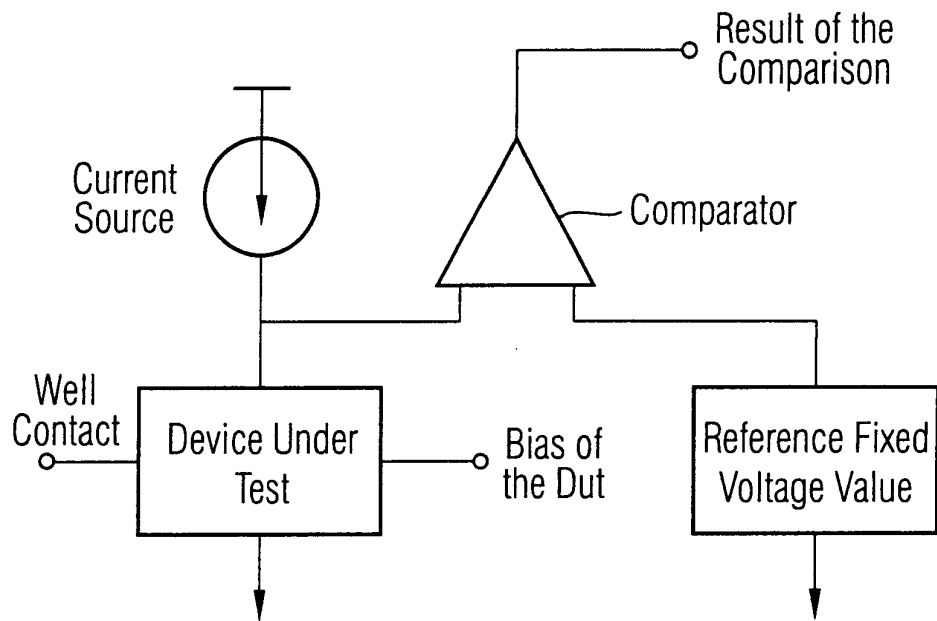 Result of the
Comparison
Current
Source
Comparator
Well
Contact
Device Under
Test
Bias of
the Dut
Reference Fixed
Voltage Value